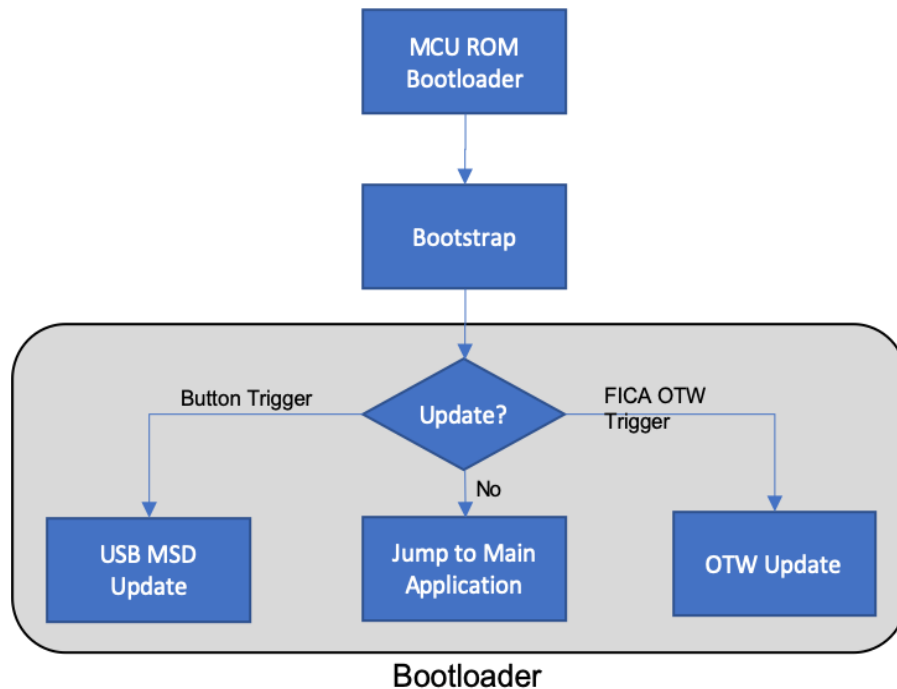 MCU ROM
Bootloader
Bootstrap
Button Trigger
Update?
FICA OTW
Trigger
No
USB MSD
Update
Jump to Main
Application
OTW Update
Bootloader